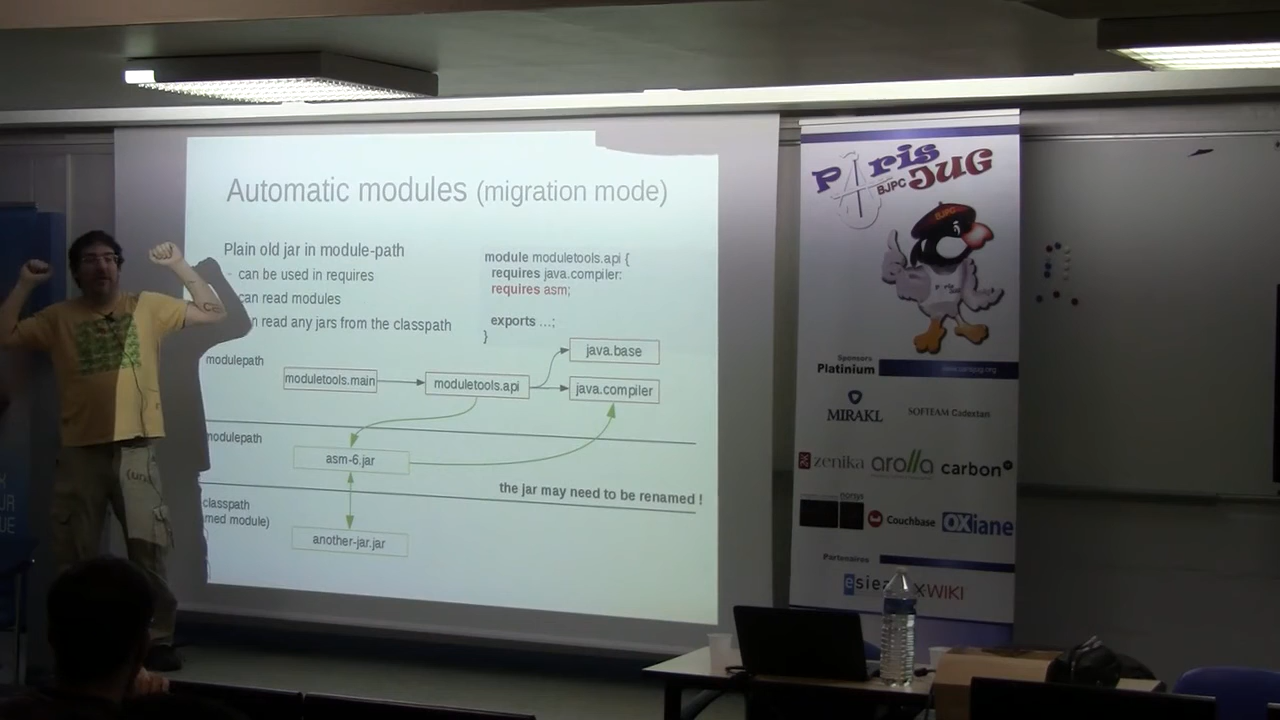 Automatic modules (migration mode)
Plain old jar in module-path
- can be used in requires
can read modules
n read any jars from the classpath
module moduletools.api {
requires java.compiler:
requires asm;
exports ...;
}
modulepath
moduletools.main
moduletools.api
java.base
java.compiler
modulepath
asm-6.jar
the jar may need to be renamed !
classpath
med module)
another-jar.jar
Paris
BJPC JUG
BJPC
Sponsors
Platinium
MIRAKL
SOFTEAM Cadextan
zenika arolla carbon
Couchbase OXiane
Partenaires
esiea XWIKI